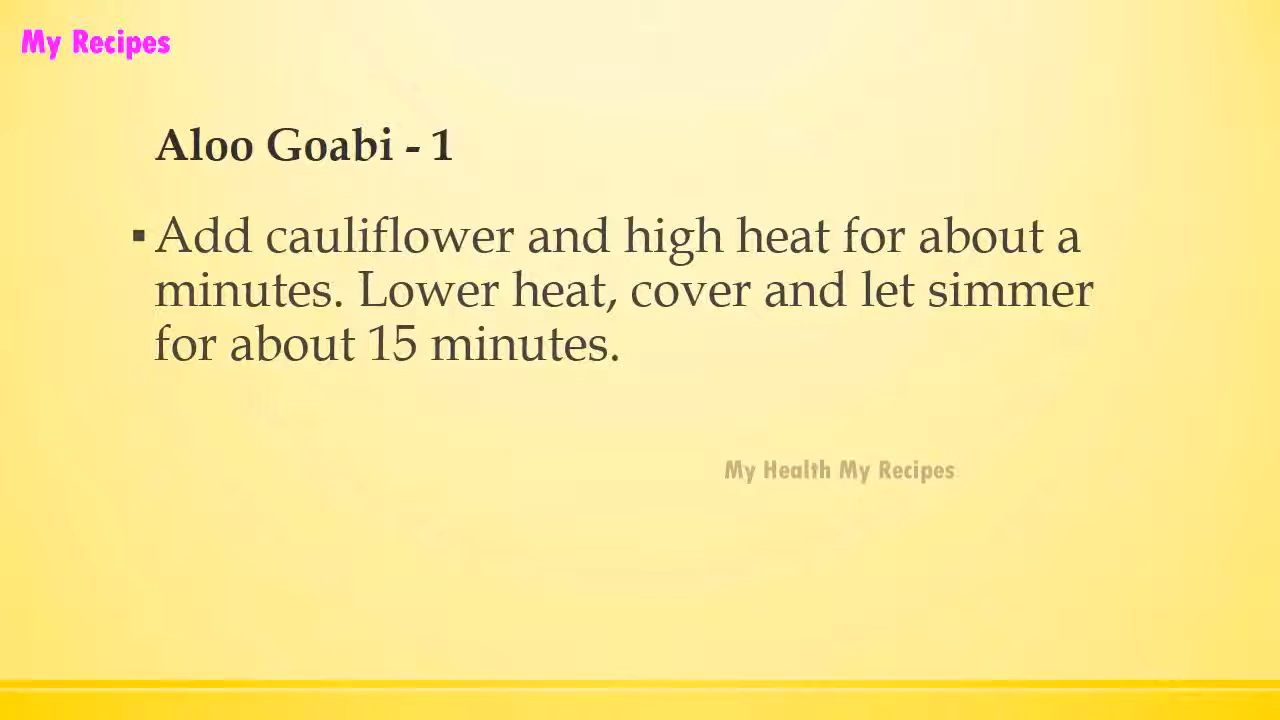 My Recipes
Aloo Goabi - 1
▪ Add cauliflower and high heat for about a
minutes. Lower heat, cover and let simmer
for about 15 minutes.
My Health My Recipes